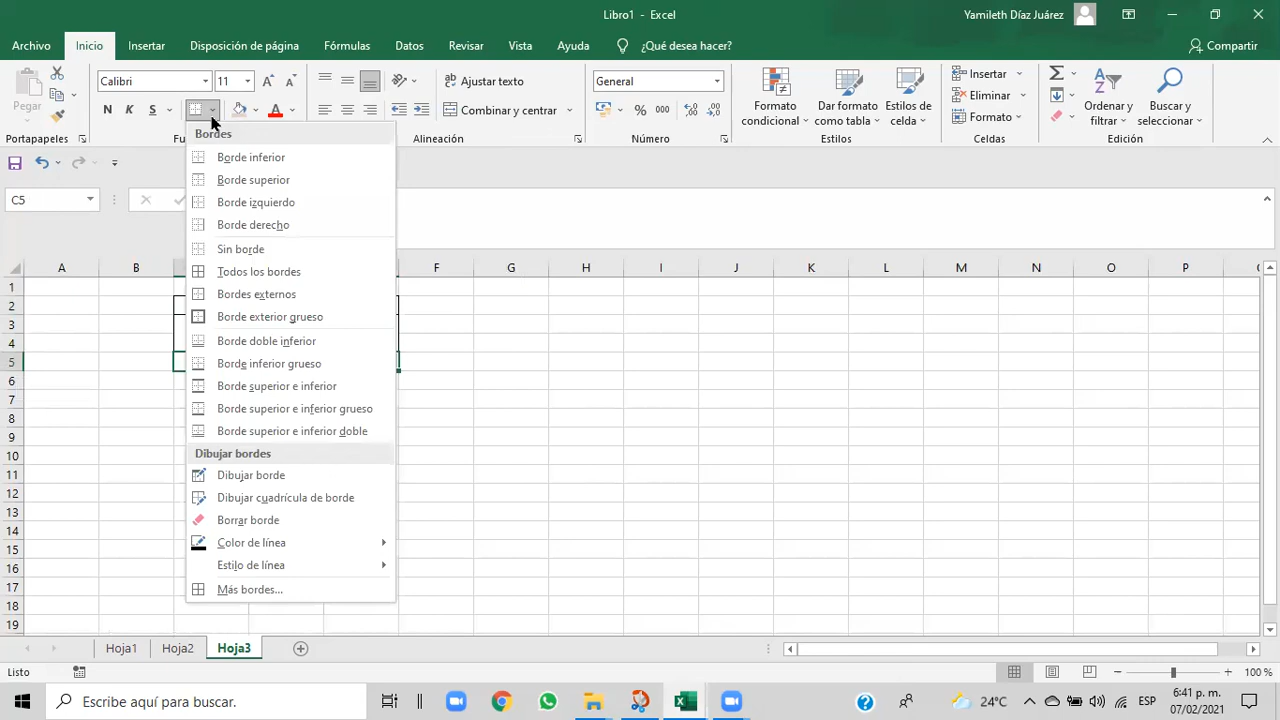 Libro1 - Excel
Yamileth Díaz Juárez
Archivo Inicio Insertar Disposición de página Fórmulas Datos Revisar Vista Ayuda ¿Qué desea hacer? Compartir
Pegar
Calibri 11
N K S
Ajustar texto
Combinar y centrar
General
% 000
Formato condicional
Dar formato como tabla
Estilos de celda
Insertar
Eliminar
Formato
Ordenar y filtrar
Buscar y seleccionar
Portapapeles Fu Alineación Número Estilos Celdas Edición
Bordes
Borde inferior
Borde superior
Borde izquierdo
Borde derecho
Sin borde
Todos los bordes
Bordes externos
Borde exterior grueso
Borde doble inferior
Borde inferior grueso
Borde superior e inferior
Borde superior e inferior grueso
Borde superior e inferior doble
Dibujar bordes
Dibujar borde
Dibujar cuadrícula de borde
Borrar borde
Color de línea
Estilo de línea
Más bordes...
C5
A B F G H I J K L M N O P
1
2
3
4
5
6
7
8
9
10
11
12
13
14
15
16
17
18
19
Hoja1 Hoja2 Hoja3
Listo
100 %
Escribe aquí para buscar.
24°C
ESP
6:41 p. m.
07/02/2021